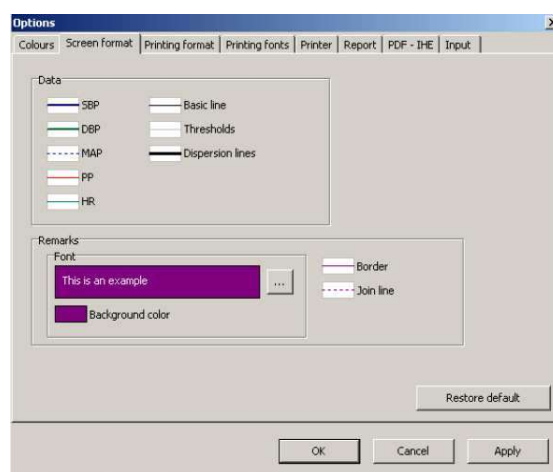 Options
Colours Screen format Printing format Printing fonts Printer Report PDF - IHE Input
Data
SBP Basic line
DBP Thresholds
MAP Dispersion lines
PP
HR
Remarks
Font
This is an example ... Border
Join line
Background color
Restore default
OK Cancel Apply